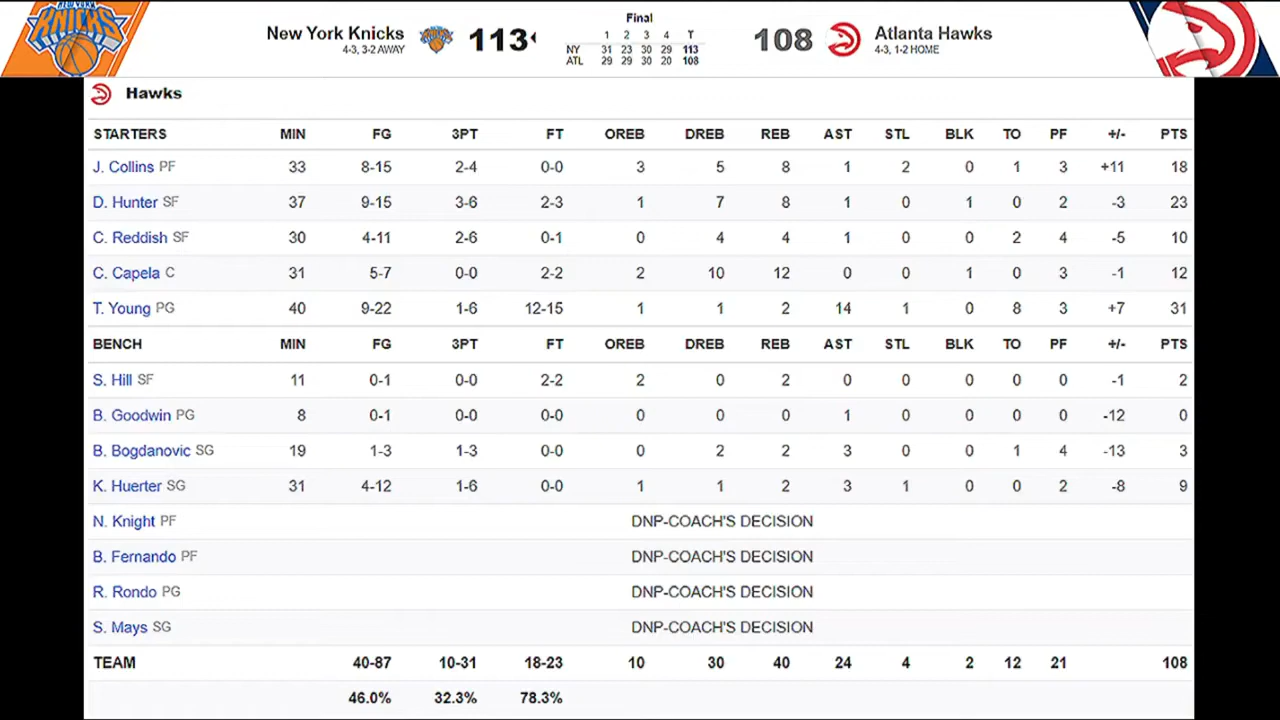 NEW YORK
KNICKS
New York Knicks
4-3, 3-2 AWAY
113
Final
1 2 3 4 T
NY 31 23 30 29 113
ATL 29 29 30 20 108
108
Atlanta Hawks
4-3, 1-2 HOME
Hawks
STARTERS MIN FG 3PT FT OREB DREB REB AST STL BLK TO PF +/- PTS
J. Collins PF 33 8-15 2-4 0-0 3 5 8 1 2 0 1 3 +11 18
D. Hunter SF 37 9-15 3-6 2-3 1 7 8 1 0 1 0 2 -3 23
C. Reddish SF 30 4-11 2-6 0-1 0 4 4 1 0 0 2 4 -5 10
C. Capela C 31 5-7 0-0 2-2 2 10 12 0 0 1 0 3 -1 12
T. Young PG 40 9-22 1-6 12-15 1 1 2 14 1 0 8 3 +7 31
BENCH MIN FG 3PT FT OREB DREB REB AST STL BLK TO PF +/- PTS
S. Hill SF 11 0-1 0-0 2-2 2 0 2 0 0 0 0 0 -1 2
B. Goodwin PG 8 0-1 0-0 0-0 0 0 0 1 0 0 0 0 -12 0
B. Bogdanovic SG 19 1-3 1-3 0-0 0 2 2 3 0 0 1 4 -13 3
K. Huerter SG 31 4-12 1-6 0-0 1 1 2 3 1 0 0 2 -8 9
N. Knight PF DNP-COACH'S DECISION
B. Fernando PF DNP-COACH'S DECISION
R. Rondo PG DNP-COACH'S DECISION
S. Mays SG DNP-COACH'S DECISION
TEAM 40-87 10-31 18-23 10 30 40 24 4 2 12 21 108
46.0% 32.3% 78.3%